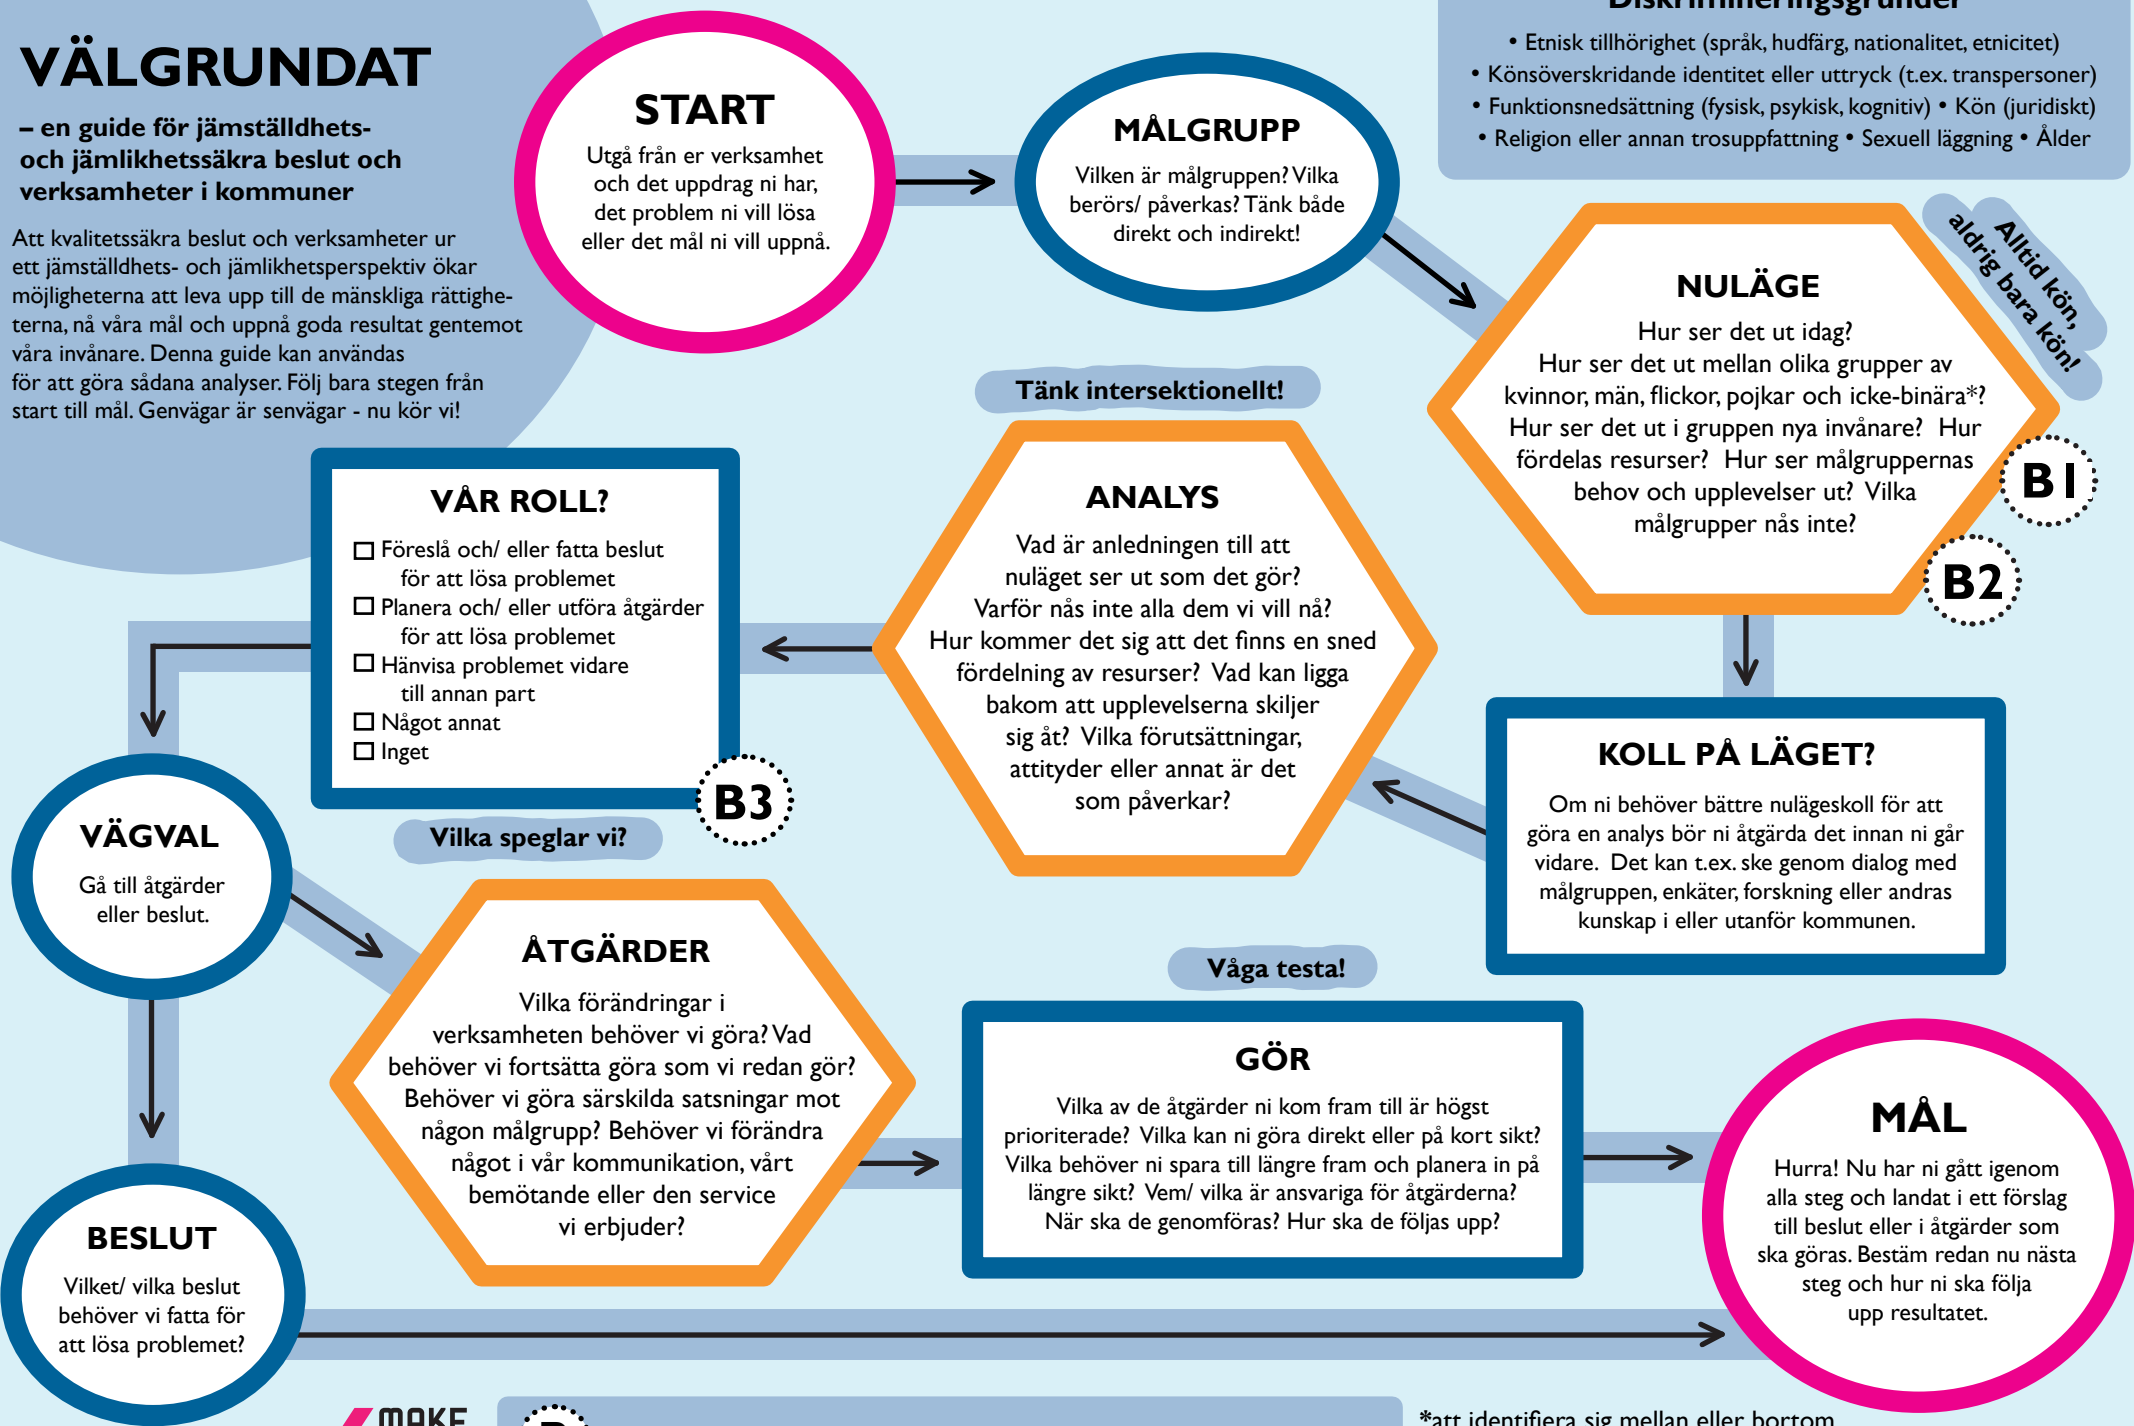 VÄLGRUNDAT
– en guide för jämställdhets-
och jämlikhetssäkra beslut och
verksamheter i kommuner
Att kvalitetssäkra beslut och verksamheter ur
ett jämställdhets- och jämlikhetsperspektiv ökar
möjligheterna att leva upp till de mänskliga rättighe-
terna, nå våra mål och uppnå goda resultat gentemot
våra invånare. Denna guide kan användas
för att göra sådana analyser. Följ bara stegen från
start till mål. Genvägar är senvägar - nu kör vi!
START
Utgå från er verksamhet
och det uppdrag ni har,
det problem ni vill lösa
eller det mål ni vill uppnå.
MÅLGRUPP
Vilken är målgruppen? Vilka
berörs/ påverkas? Tänk både
direkt och indirekt!
Diskrimineringsgrunder
• Etnisk tillhörighet (språk, hudfärg, nationalitet, etnicitet)
• Könsöverskridande identitet eller uttryck (t.ex. transpersoner)
• Funktionsnedsättning (fysisk, psykisk, kognitiv) • Kön (juridiskt)
• Religion eller annan trosuppfattning • Sexuell läggning • Ålder
Alltid kön,
aldrig bara kön!
NULÄGE
Hur ser det ut idag?
Hur ser det ut mellan olika grupper av
kvinnor, män, flickor, pojkar och icke-binära*?
Hur ser det ut i gruppen nya invånare? Hur
fördelas resurser? Hur ser målgruppernas
behov och upplevelser ut? Vilka
målgrupper nås inte?
B1
B2
KOLL PÅ LÄGET?
Om ni behöver bättre nulägeskoll för att
göra en analys bör ni åtgärda det innan ni går
vidare. Det kan t.ex. ske genom dialog med
målgruppen, enkäter, forskning eller andras
kunskap i eller utanför kommunen.
Tänk intersektionellt!
ANALYS
Vad är anledningen till att
nuläget ser ut som det gör?
Varför nås inte alla dem vi vill nå?
Hur kommer det sig att det finns en sned
fördelning av resurser? Vad kan ligga
bakom att upplevelserna skiljer
sig åt? Vilka förutsättningar,
attityder eller annat är det
som påverkar?
VÅR ROLL?
Föreslå och/ eller fatta beslut
för att lösa problemet
Planera och/ eller utföra åtgärder
för att lösa problemet
Hänvisa problemet vidare
till annan part
Något annat
Inget
B3
Vilka speglar vi?
VÄGVAL
Gå till åtgärder
eller beslut.
ÅTGÄRDER
Vilka förändringar i
verksamheten behöver vi göra? Vad
behöver vi fortsätta göra som vi redan gör?
Behöver vi göra särskilda satsningar mot
någon målgrupp? Behöver vi förändra
något i vår kommunikation, vårt
bemötande eller den service
vi erbjuder?
Våga testa!
GÖR
Vilka av de åtgärder ni kom fram till är högst
prioriterade? Vilka kan ni göra direkt eller på kort sikt?
Vilka behöver ni spara till längre fram och planera in på
längre sikt? Vem/ vilka är ansvariga för åtgärderna?
När ska de genomföras? Hur ska de följas upp?
BESLUT
Vilket/ vilka beslut
behöver vi fatta för
att lösa problemet?
MÅL
Hurra! Nu har ni gått igenom
alla steg och landat i ett förslag
till beslut eller i åtgärder som
ska göras. Bestäm redan nu nästa
steg och hur ni ska följa
upp resultatet.
MAKE
*att identifiera sig mellan eller bortom